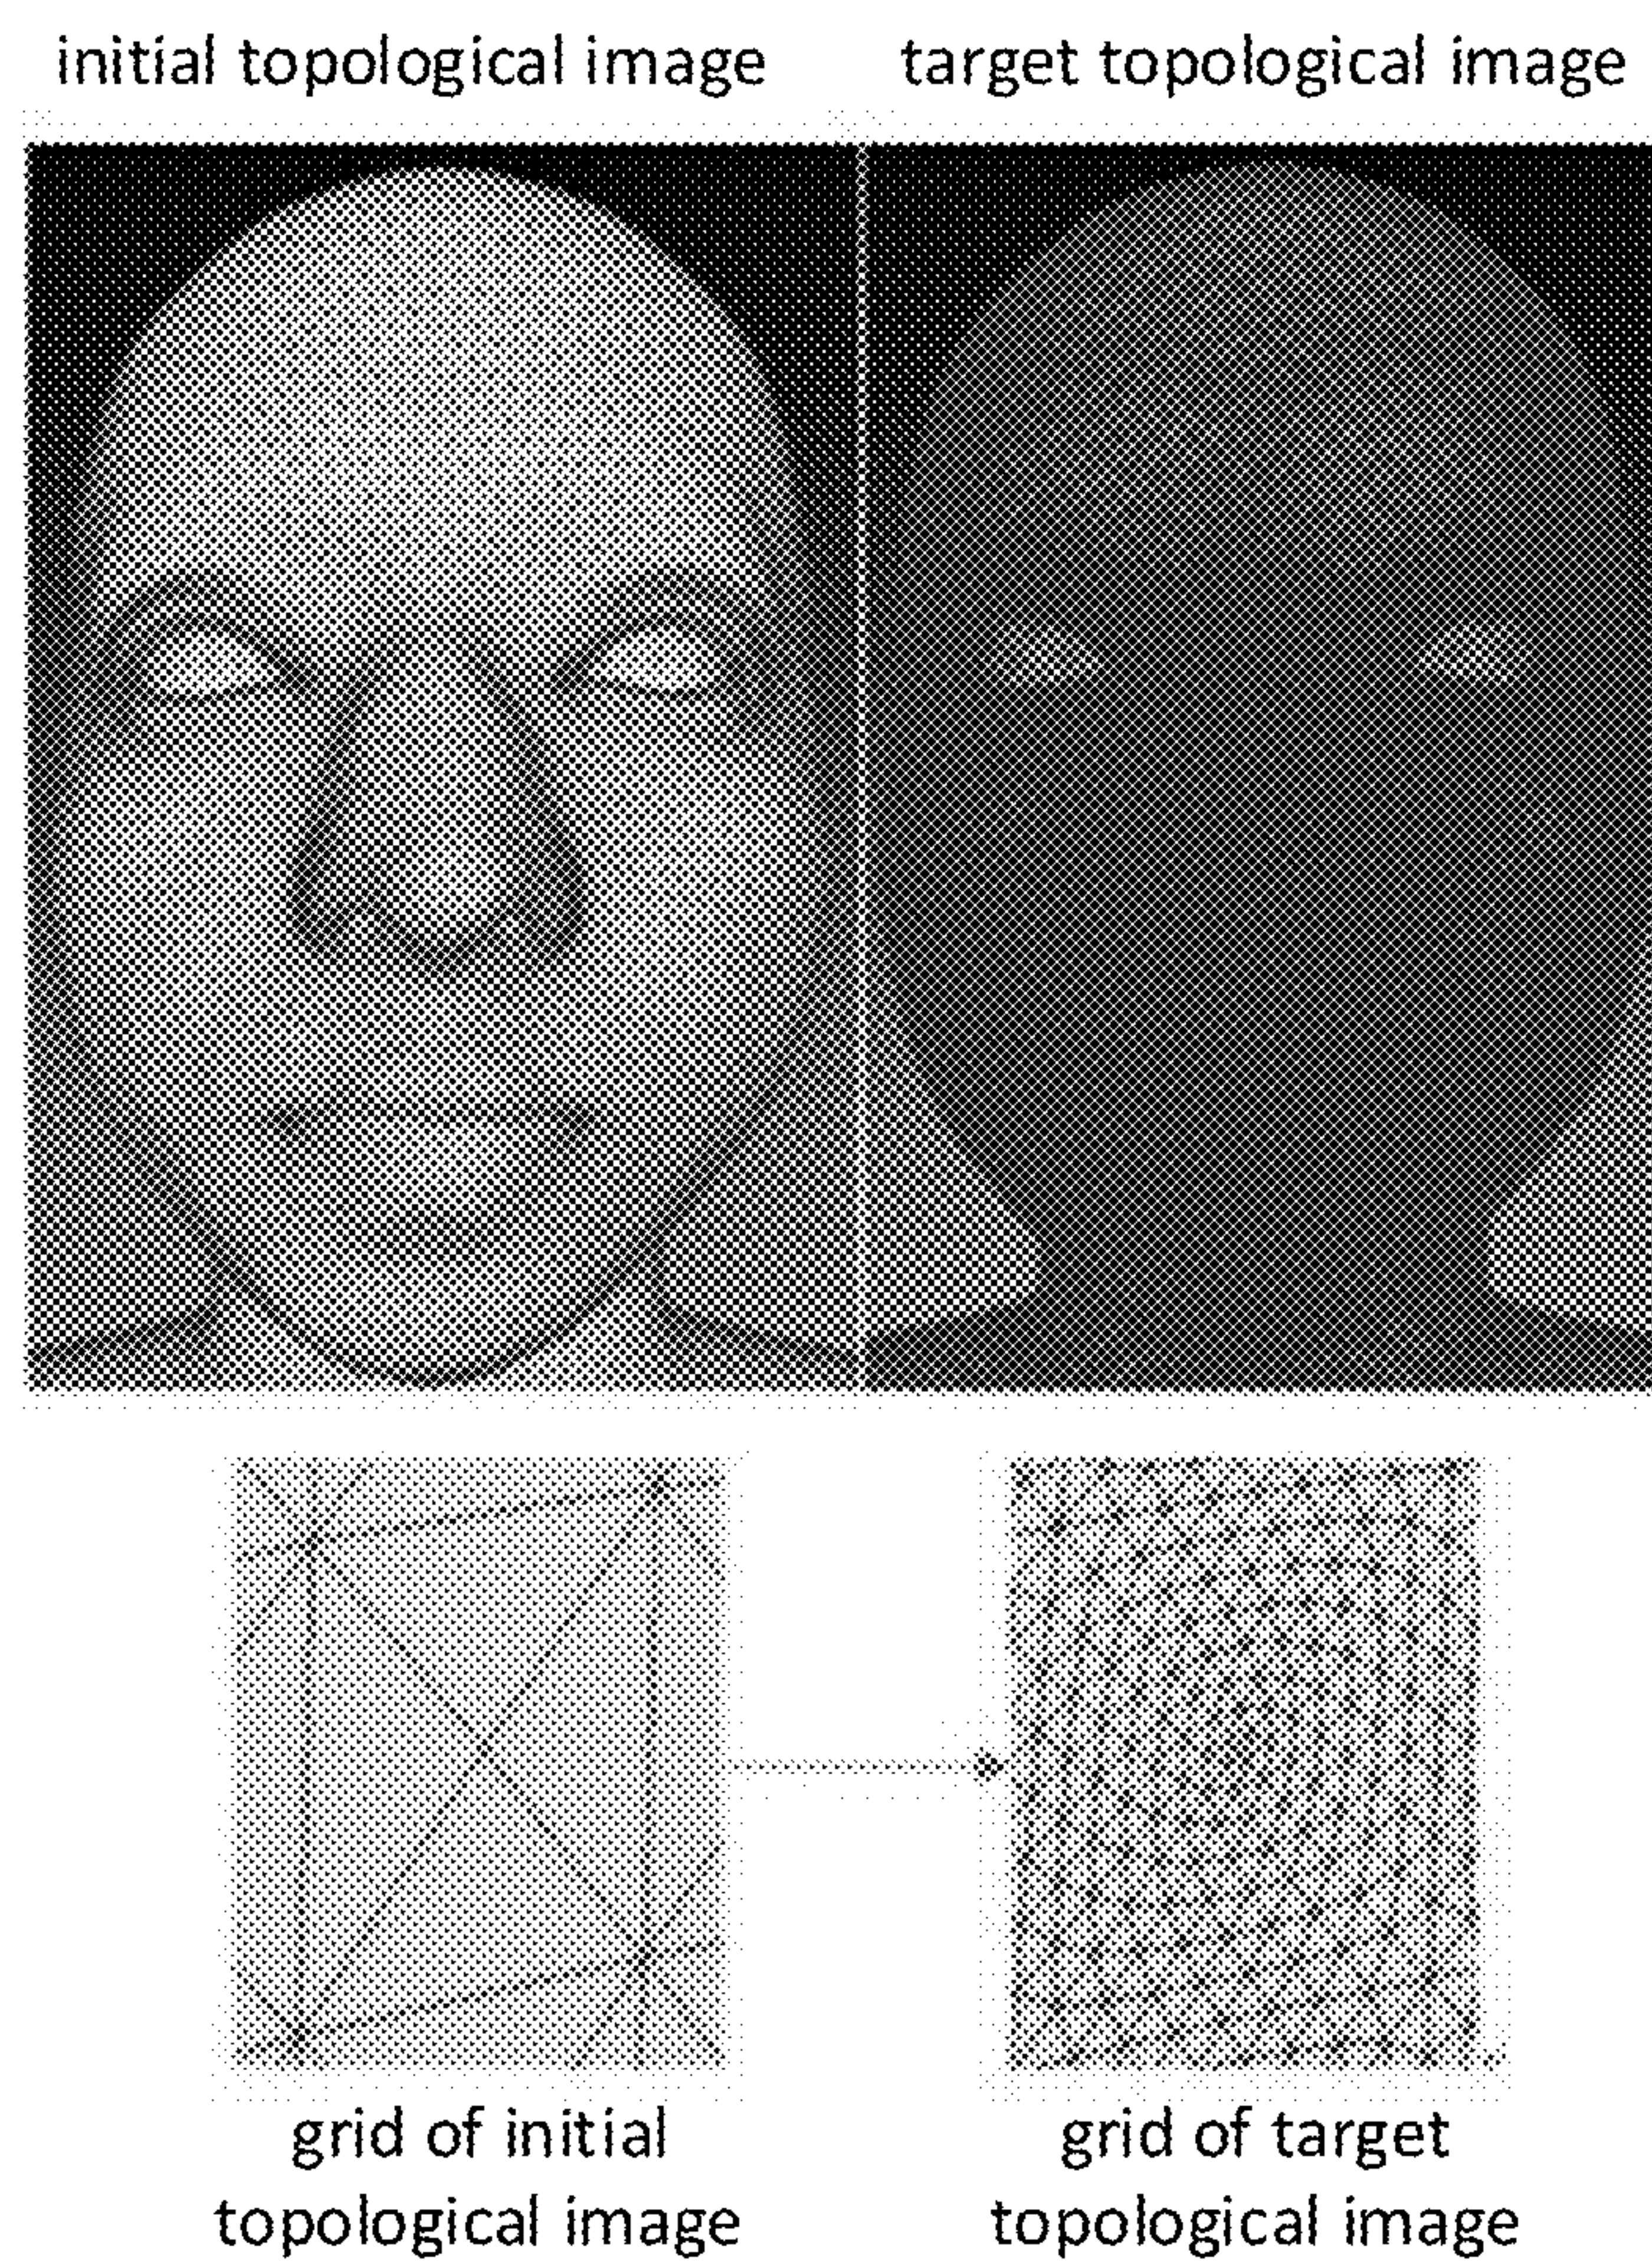 initial topological image
target topological image
grid of initial
topological image
grid of target
topological image